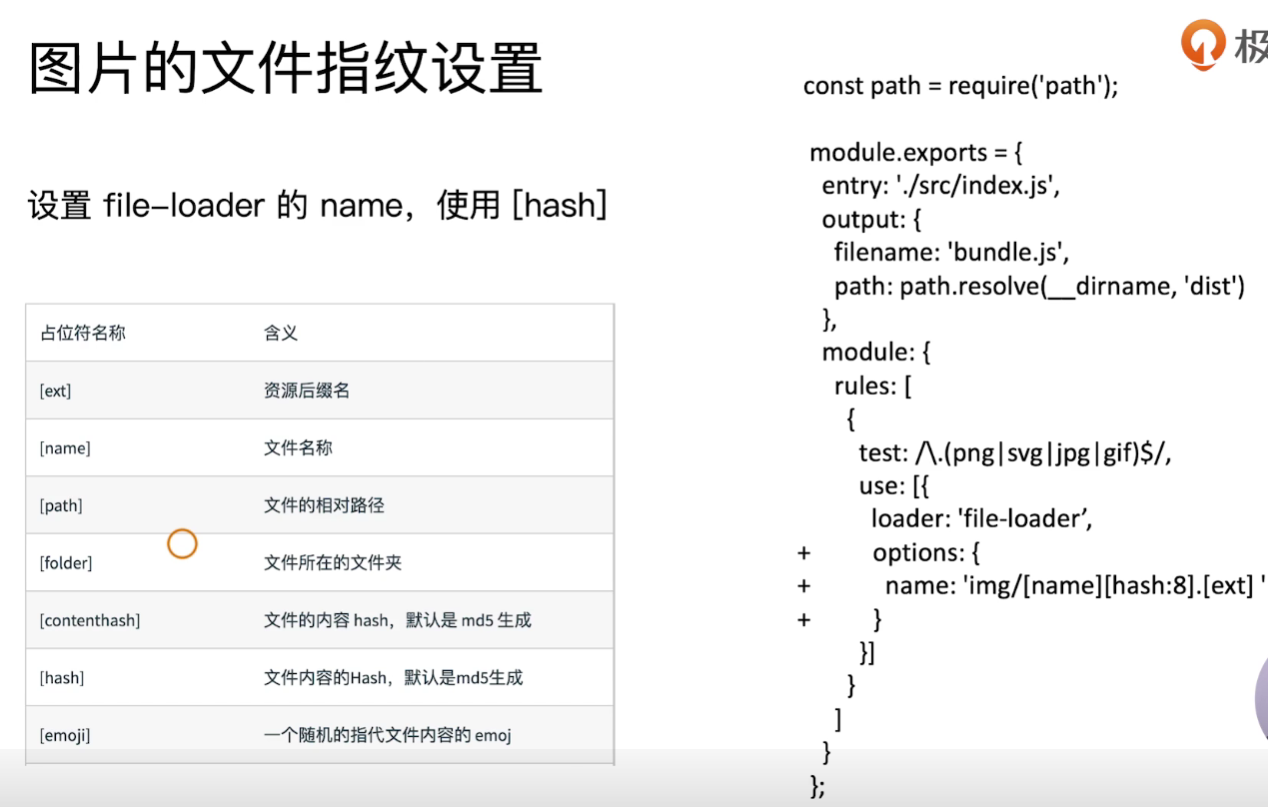 图片的文件指纹设置
极
设置 file-loader 的 name，使用 [hash]
占位符名称 含义
[ext] 资源后缀名
[name] 文件名称
[path] 文件的相对路径
[folder] 文件所在的文件夹
[contenthash] 文件的内容 hash，默认是 md5 生成
[hash] 文件内容的Hash，默认是md5生成
[emoji] 一个随机的指代文件内容的 emoj
const path = require('path');
module.exports = {
entry: './src/index.js',
output: {
filename: 'bundle.js',
path: path.resolve(__dirname, 'dist')
},
module: {
rules: [
{
test: /\.(png|svg|jpg|gif)$/,
use: [{
loader: 'file-loader’,
+ options: {
+ name: 'img/[name][hash:8].[ext] '
+ }
}]
}
]
}
};